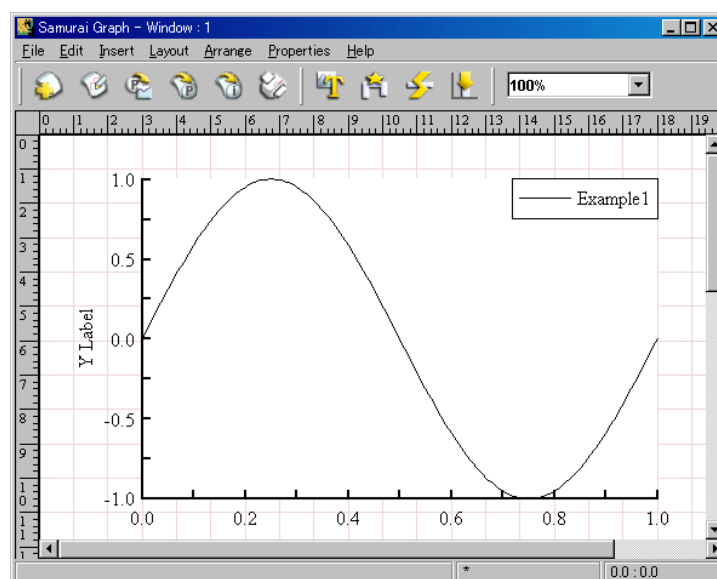 Samurai Graph - Window : 1
File Edit Insert Layout Arrange Properties Help
100%
0 1 2 3 4 5 6 7 8 9 10 11 12 13 14 15 16 17 18 19
0
1
2
3
4
5
6
7
8
9
10
11
1.0
0.5
0.0
-0.5
-1.0
Y Label
Example1
0.0 0.2 0.4 0.6 0.8 1.0
* 0.0 : 0.0